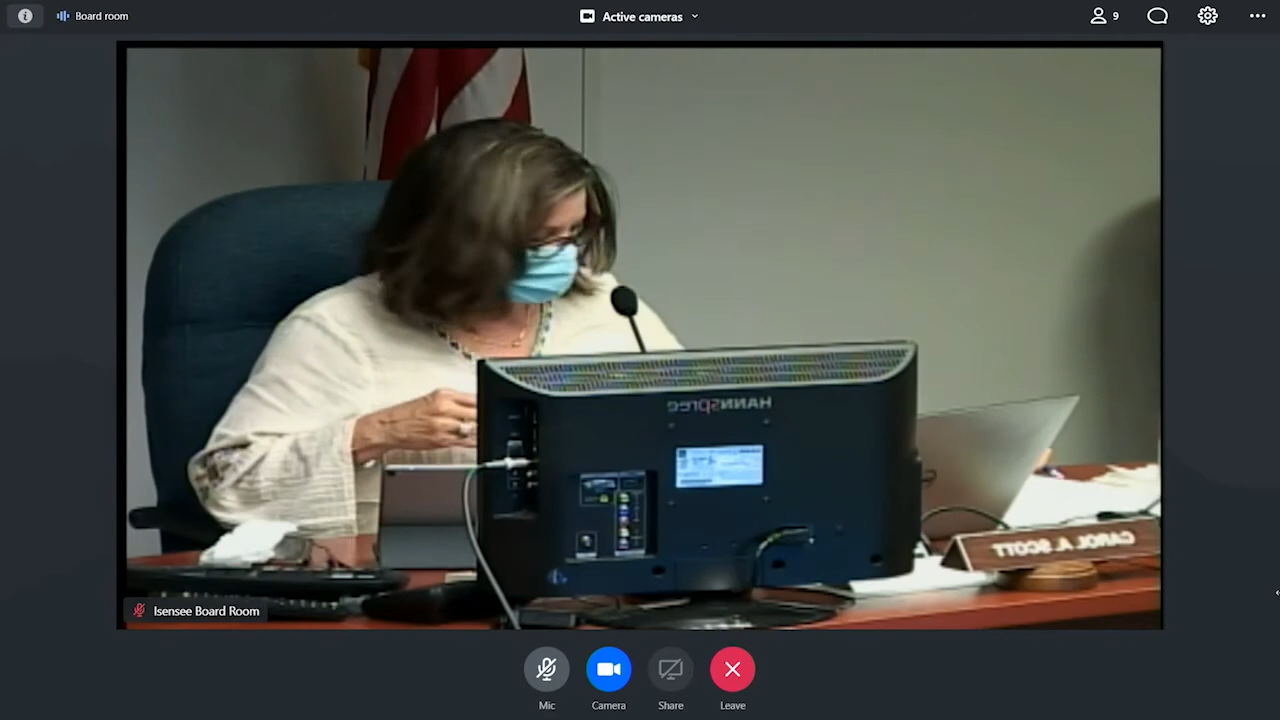 Board room
Active cameras
9
HANNspree
CAROL A. SCOTT
Isensee Board Room
Mic
Camera
Share
Leave